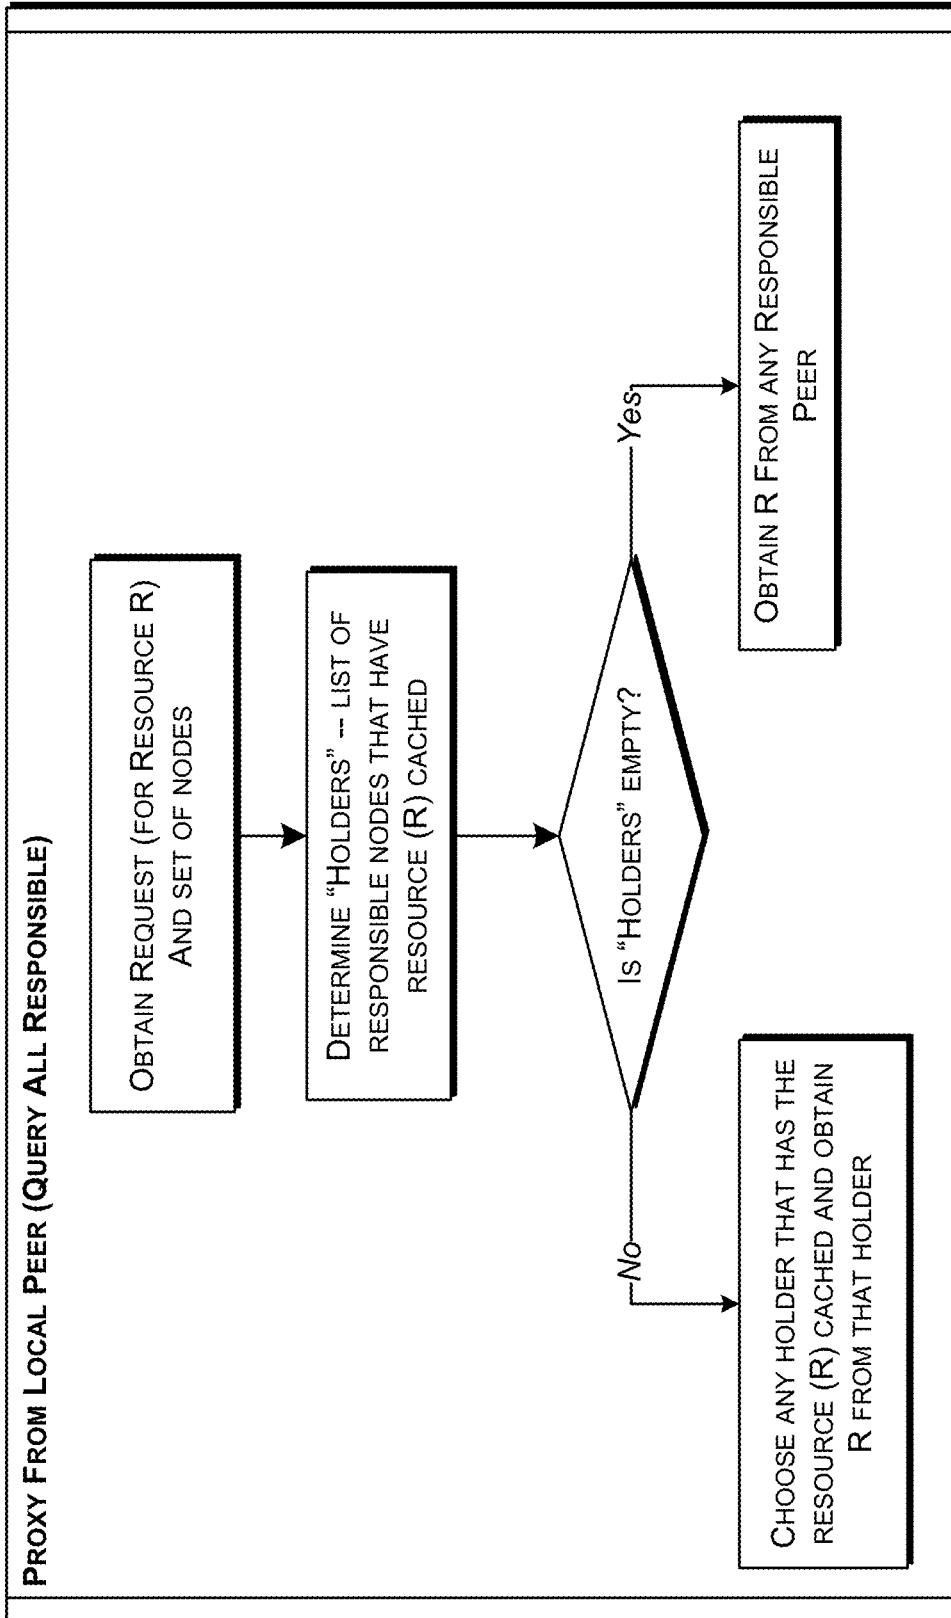 PROXY FROM LOCAL PEER (QUERY ALL RESPONSIBLE)
OBTAIN REQUEST (FOR RESOURCE R)
AND SET OF NODES
DETERMINE “HOLDERS” -- LIST OF
RESPONSIBLE NODES THAT HAVE
RESOURCE (R) CACHED
IS “HOLDERS” EMPTY?
No
Yes
CHOOSE ANY HOLDER THAT HAS THE
RESOURCE (R) CACHED AND OBTAIN
R FROM THAT HOLDER
OBTAIN R FROM ANY RESPONSIBLE
PEER